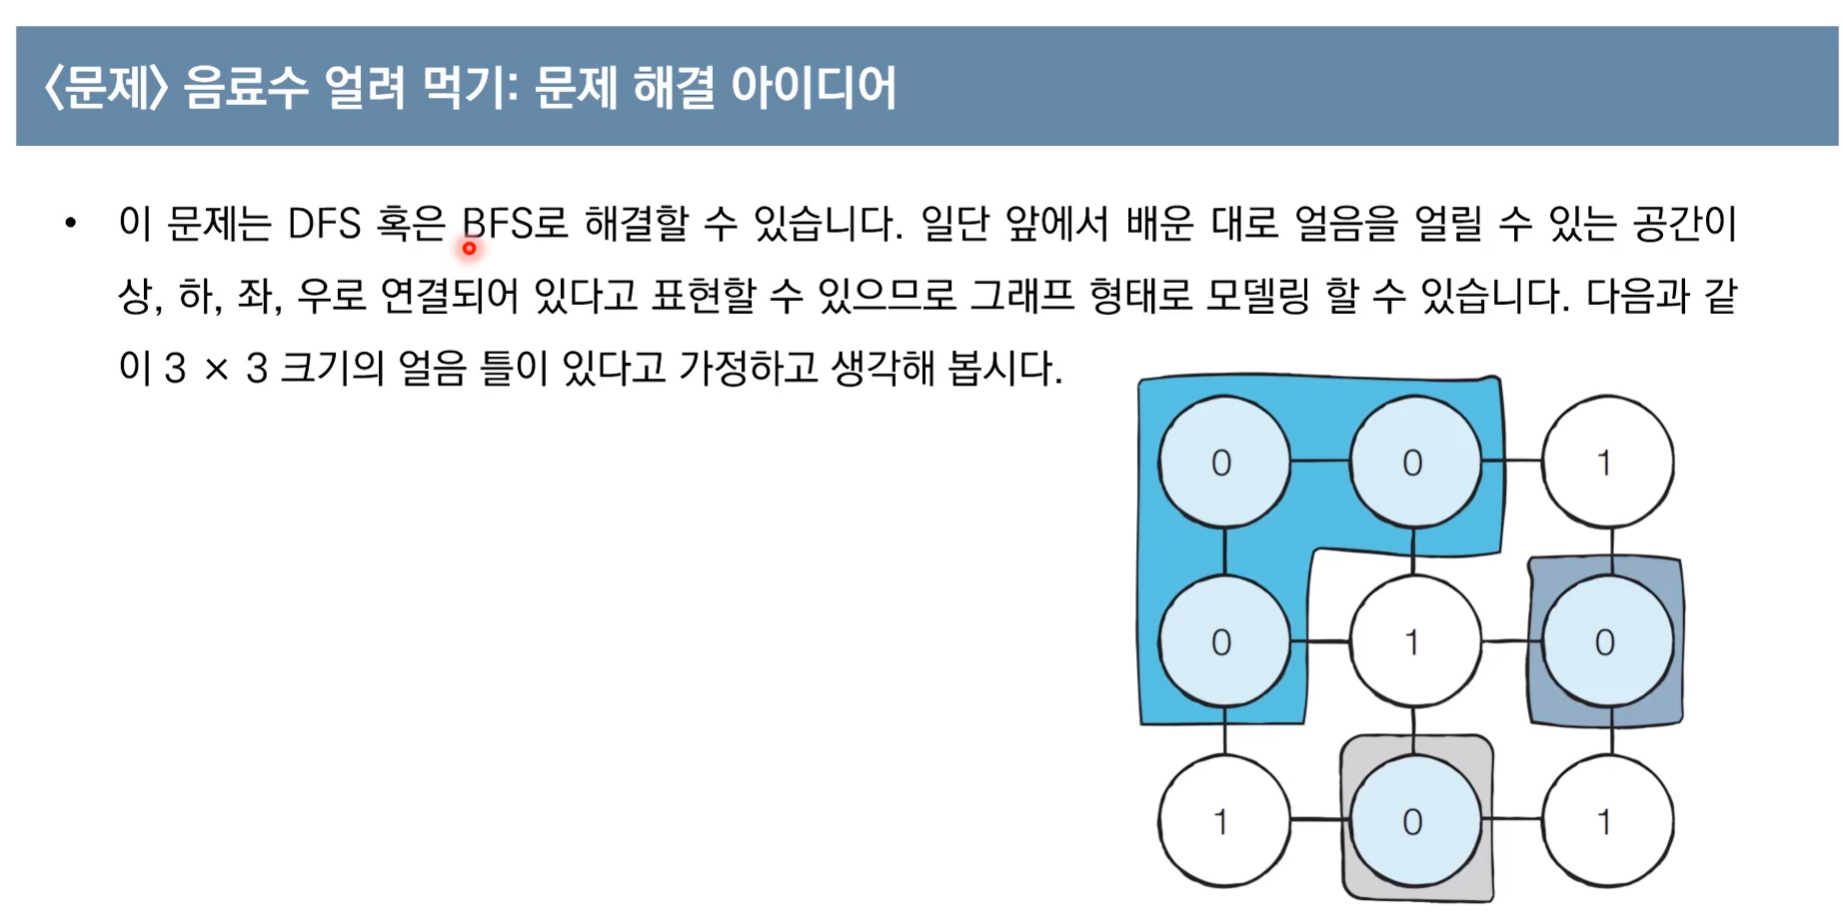 〈문제〉 음료수 얼려 먹기: 문제 해결 아이디어
• 이 문제는 DFS 혹은 BFS로 해결할 수 있습니다. 일단 앞에서 배운 대로 얼음을 얼릴 수 있는 공간이
상, 하, 좌, 우로 연결되어 있다고 표현할 수 있으므로 그래프 형태로 모델링 할 수 있습니다. 다음과 같
이 3 × 3 크기의 얼음 틀이 있다고 가정하고 생각해 봅시다.
0 0 1
0 1 0
1 0 1